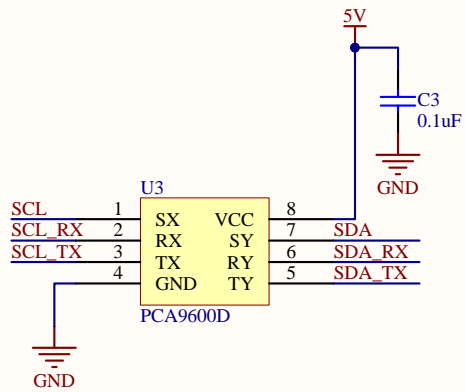 5V
C3
0.1uF
GND
U3
SCL 1 SX VCC 8
SCL_RX 2 RX SY 7 SDA
SCL_TX 3 TX RY 6 SDA_RX
4 GND TY 5 SDA_TX
PCA9600D
GND